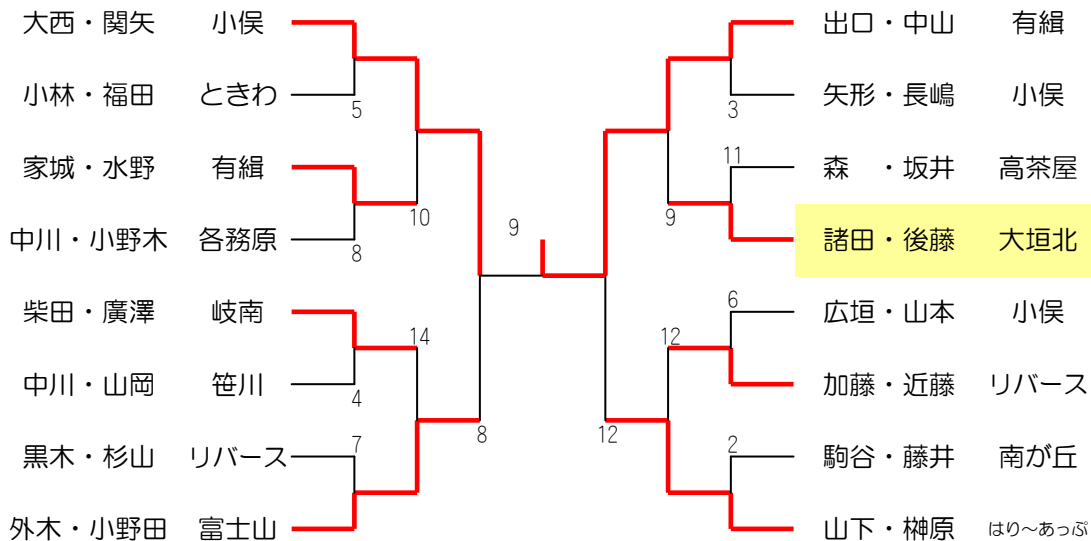 大西・関矢 小俣
小林・福田 ときわ
5
家城・水野 有緝
10
中川・小野木 各務原
8
柴田・廣澤 岐南
14
中川・山岡 笹川
4
黒木・杉山 リバース
7
8
外木・小野田 富士山
9
出口・中山 有緝
矢形・長嶋 小俣
3
森 ・坂井 高茶屋
11
9
諸田・後藤 大垣北
広垣・山本 小俣
6
12
加藤・近藤 リバース
駒谷・藤井 南が丘
2
12
山下・榊原 はり～あっぷ